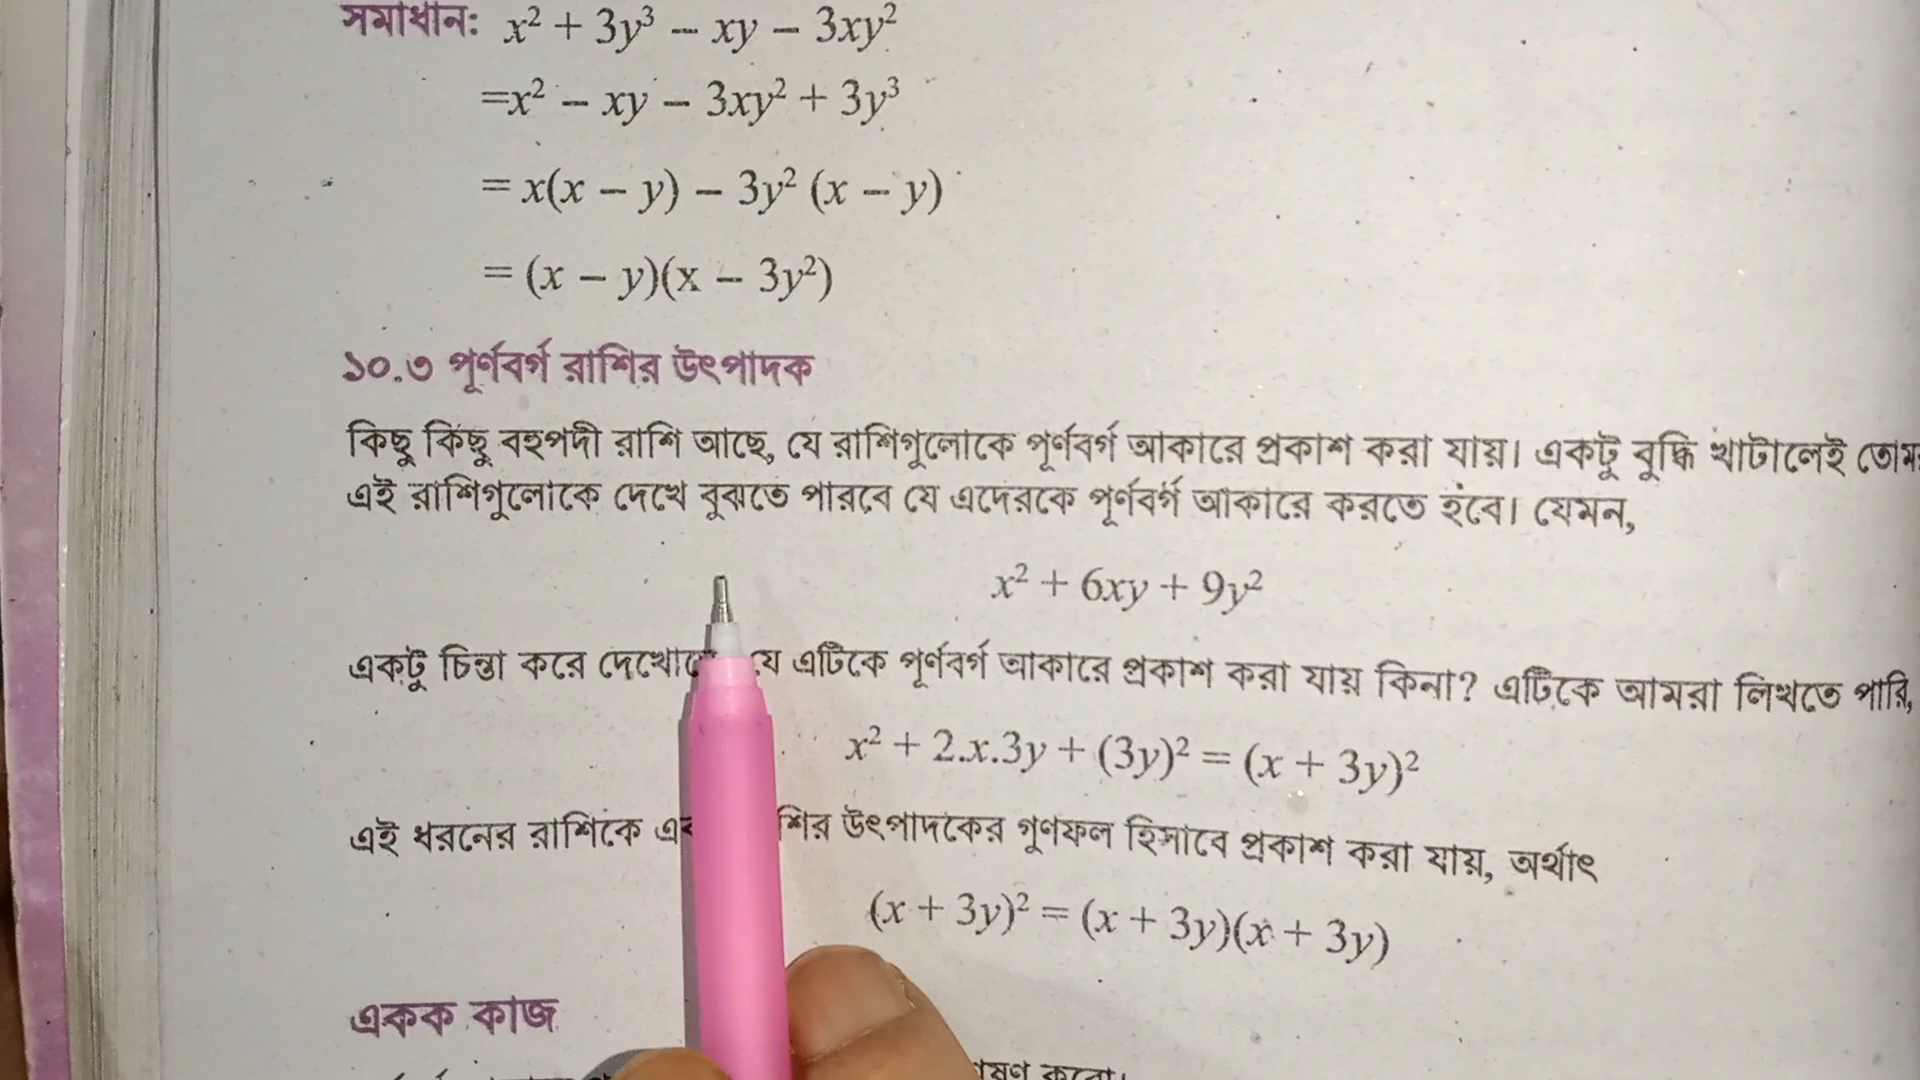 সমাধান: x² + 3y³ – xy – 3xy²
=x² – xy – 3xy² + 3y³
= x(x – y) – 3y² (x – y)
= (x – y)(x – 3y²)
১০.৩ পূর্ণবর্গ রাশির উৎপাদক
কিছু কিছু বহুপদী রাশি আছে, যে রাশিগুলোকে পূর্ণবর্গ আকারে প্রকাশ করা যায়। একটু বুদ্ধি খাটালেই
এই রাশিগুলোকে দেখে বুঝতে পারবে যে এদেরকে পূর্ণবর্গ আকারে করতে হবে। যেমন,
x² + 6xy + 9y²
একটু চিন্তা করে যে এটিকে পূর্ণবর্গ আকারে প্রকাশ করা যায় কিনা? এটিকে আমরা লিখতে পারি,
x² + 2.x.3y + (3y)² = (x + 3y)²
এই ধরনের রাশিকে উৎপাদকের গুণফল হিসাবে প্রকাশ করা যায়, অর্থাৎ
(x + 3y)² = (x + 3y)(x + 3y)
একক কাজ
করো।